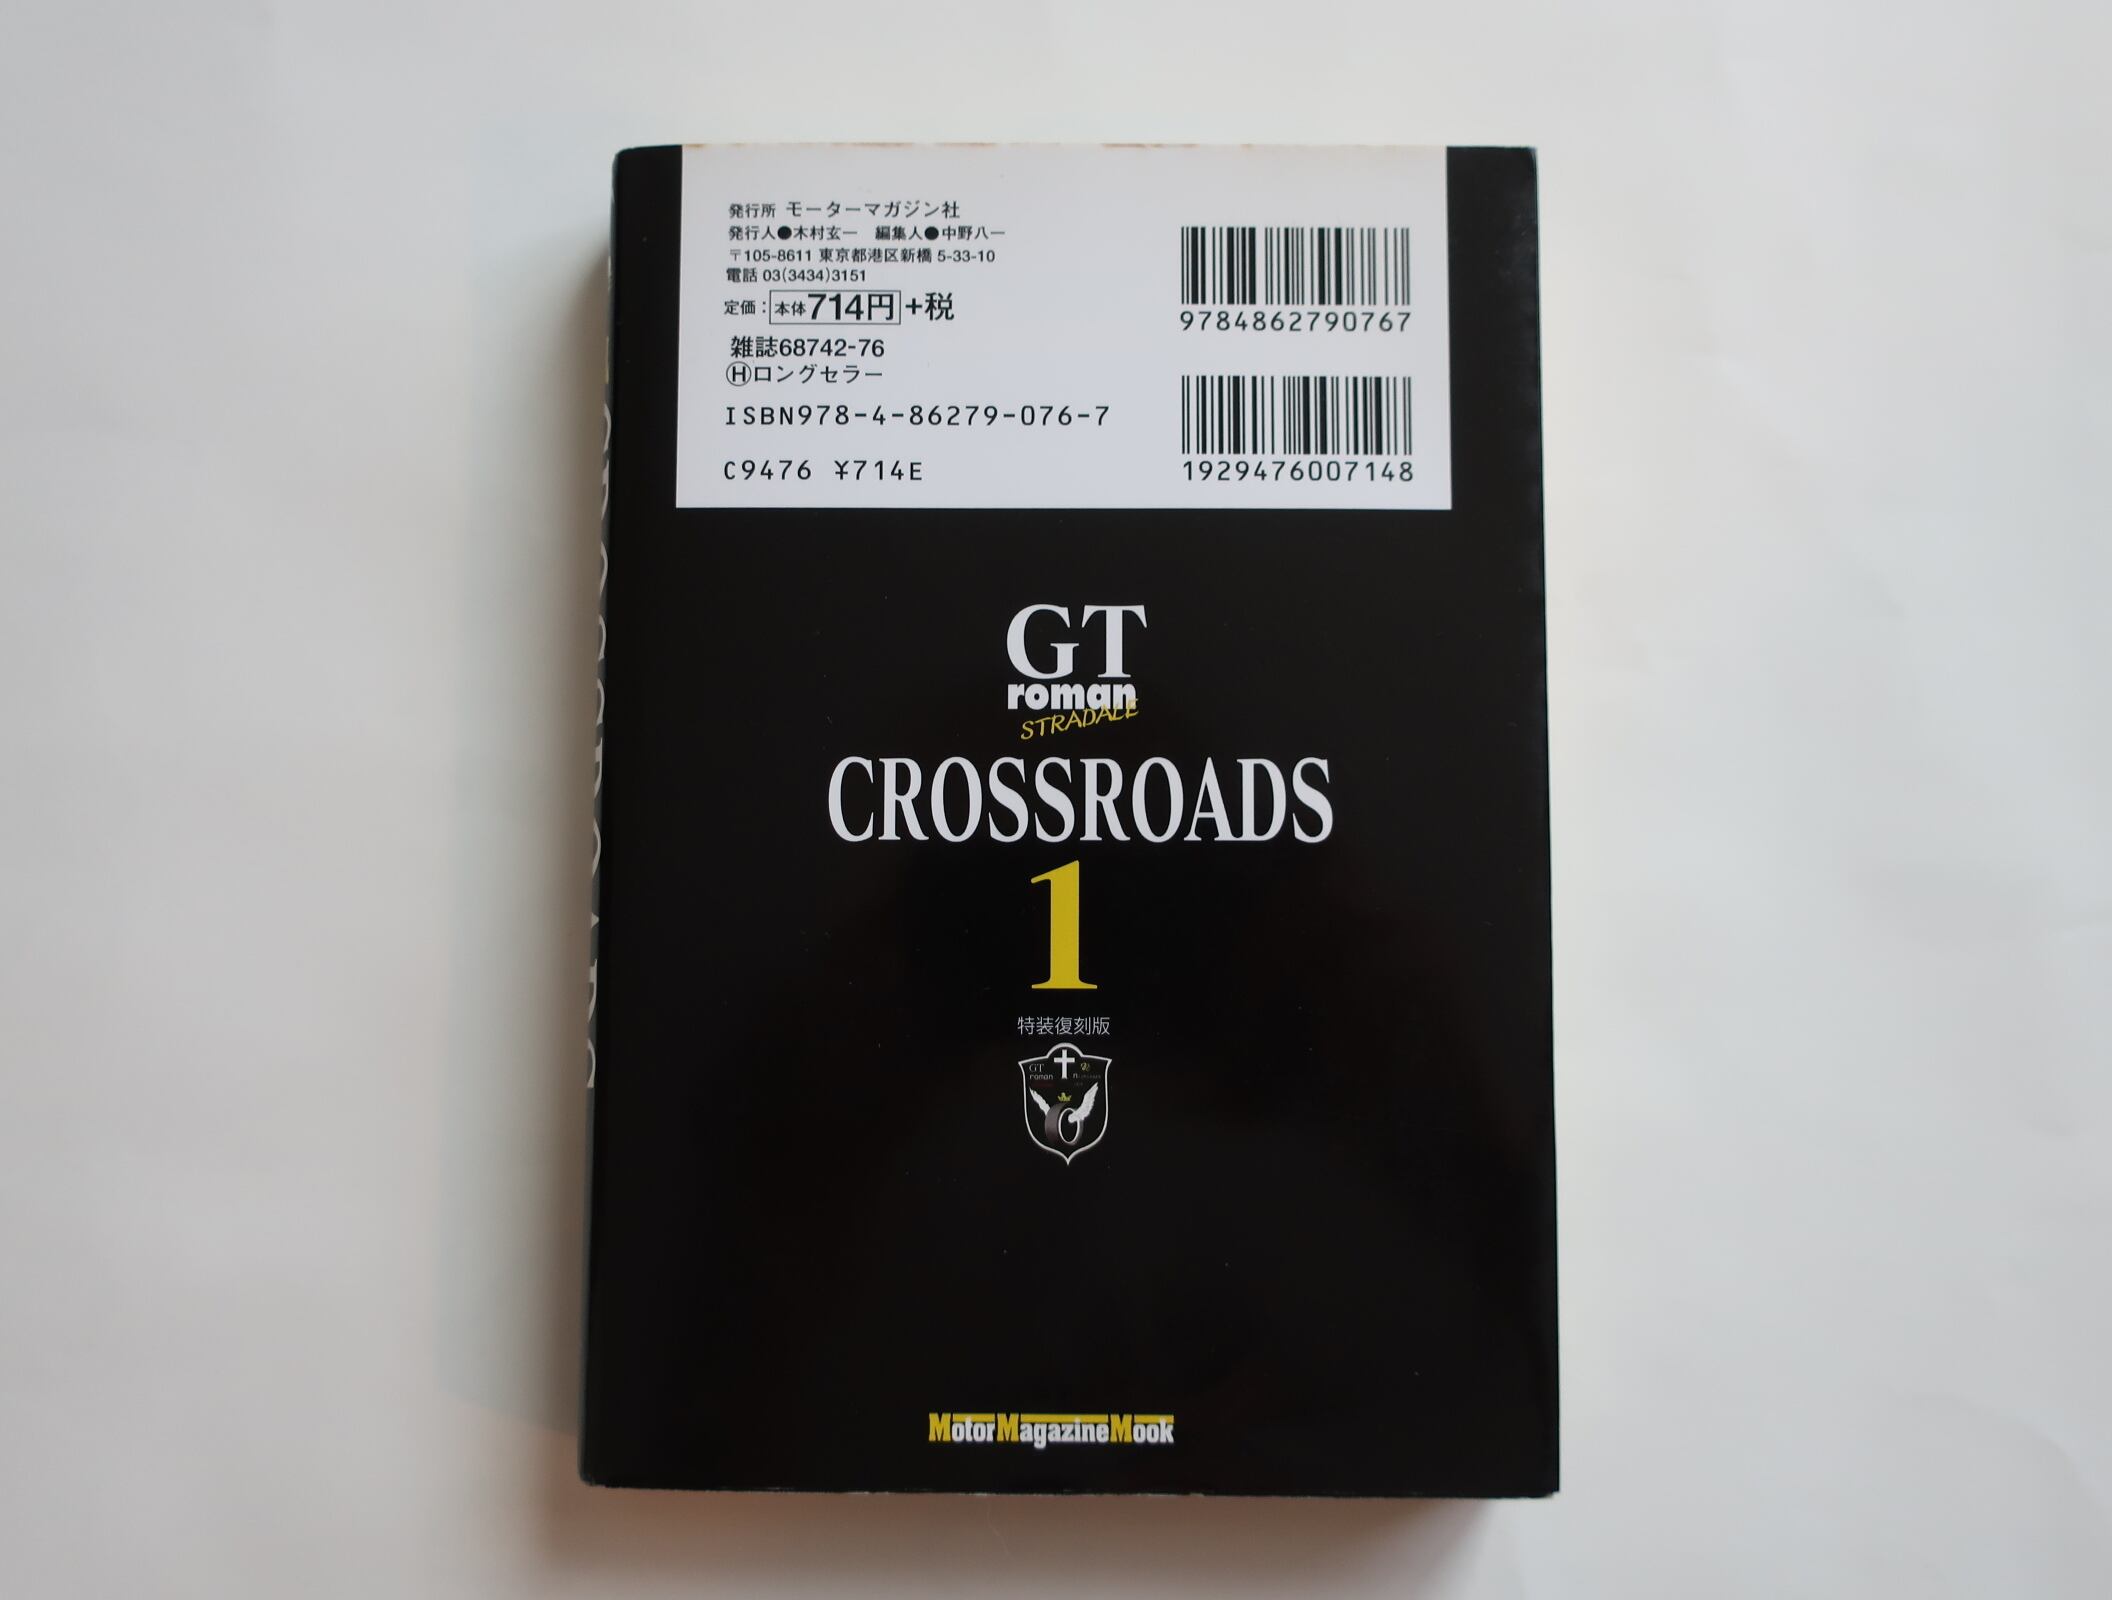 発行所 モーターマガジン社
発行人●木村玄一 編集人●中野八一
〒105-8611 東京都港区新橋 5-33-10
電話 03(3434)3151
定価：本体714円+税
雑誌68742-76
Ⓗロングセラー
ISBN978-4-86279-076-7
C9476 ¥714E
9784862790767
1929476007148
GT
roman
STRADALE
CROSSROADS
1
特装復刻版
GT
roman
MotorMagazineMook